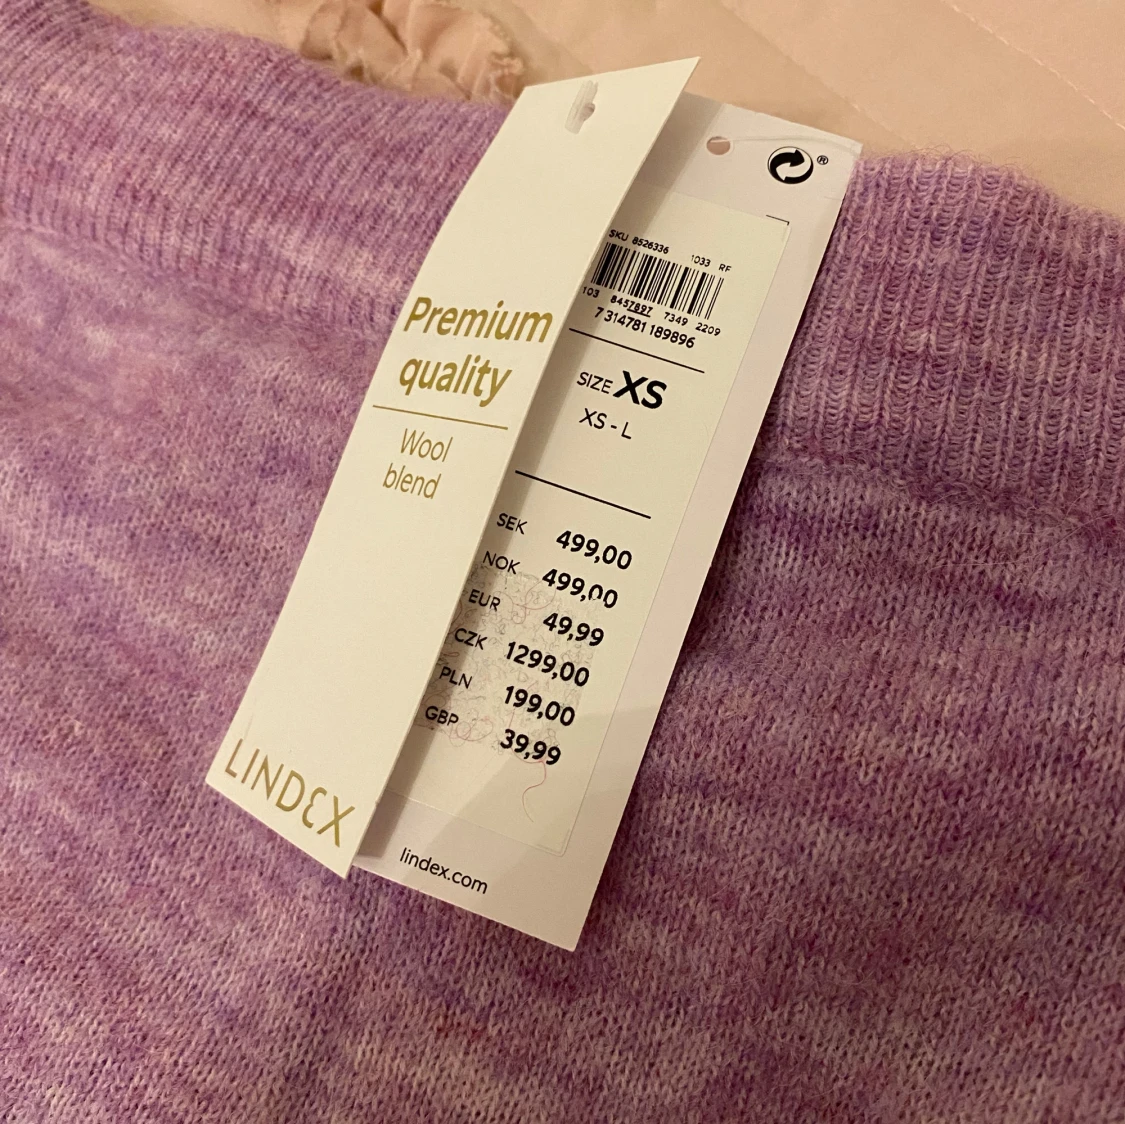 Premium
quality
Wool
blend
LINDEX
®
SKU 8526336 1033 RF
103 8457897 7349 2209
7 314781 189896
SIZE XS
XS - L
SEK 499,00
NOK 499,00
EUR 49,99
CZK 1299,00
PLN 199,00
GBP 39,99
lindex.com